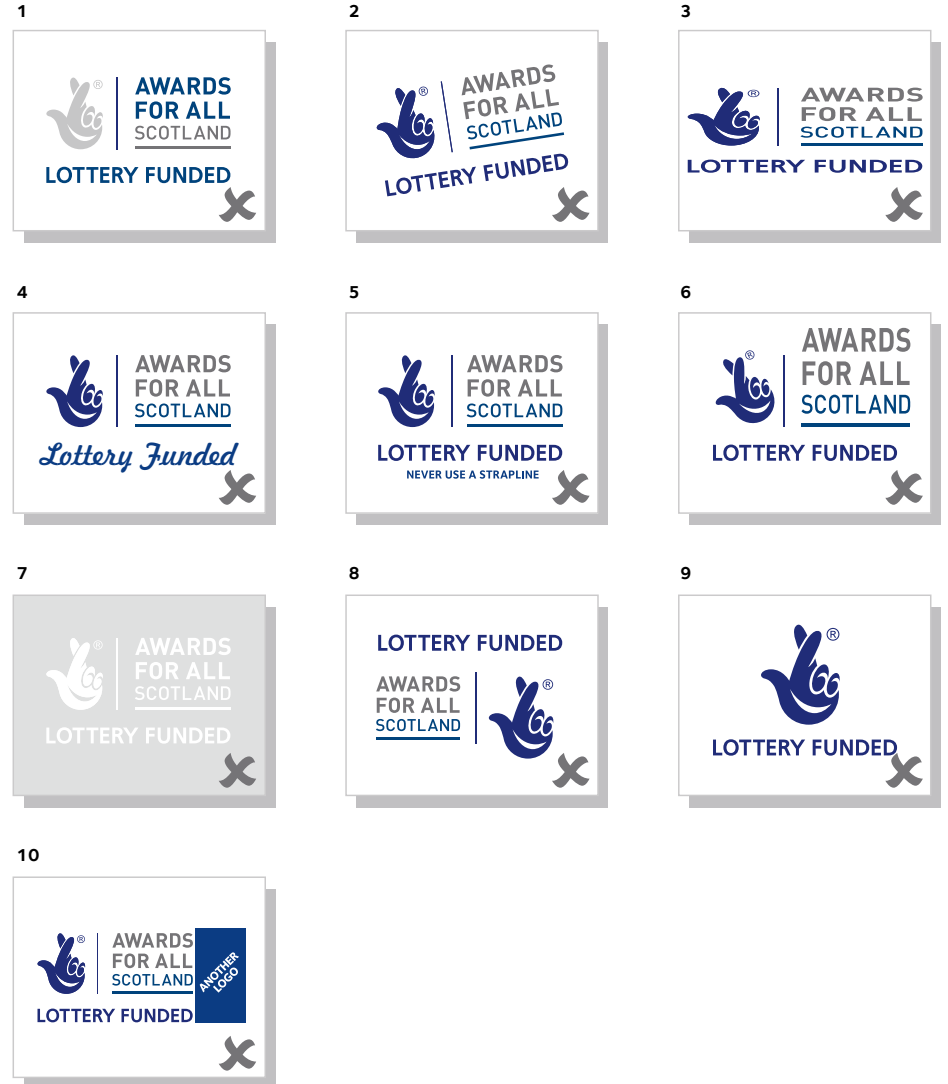 1
®
AWARDS
FOR ALL
SCOTLAND
LOTTERY FUNDED
2
®
AWARDS
FOR ALL
SCOTLAND
LOTTERY FUNDED
3
®
AWARDS
FOR ALL
SCOTLAND
LOTTERY FUNDED
4
AWARDS
FOR ALL
SCOTLAND
Lottery Funded
5
AWARDS
FOR ALL
SCOTLAND
LOTTERY FUNDED
NEVER USE A STRAPLINE
6
®
AWARDS
FOR ALL
SCOTLAND
LOTTERY FUNDED
7
®
AWARDS
FOR ALL
SCOTLAND
LOTTERY FUNDED
8
LOTTERY FUNDED
AWARDS
FOR ALL
SCOTLAND
®
9
®
LOTTERY FUNDED
10
®
AWARDS
FOR ALL
SCOTLAND
LOTTERY FUNDED
ANOTHER
LOGO